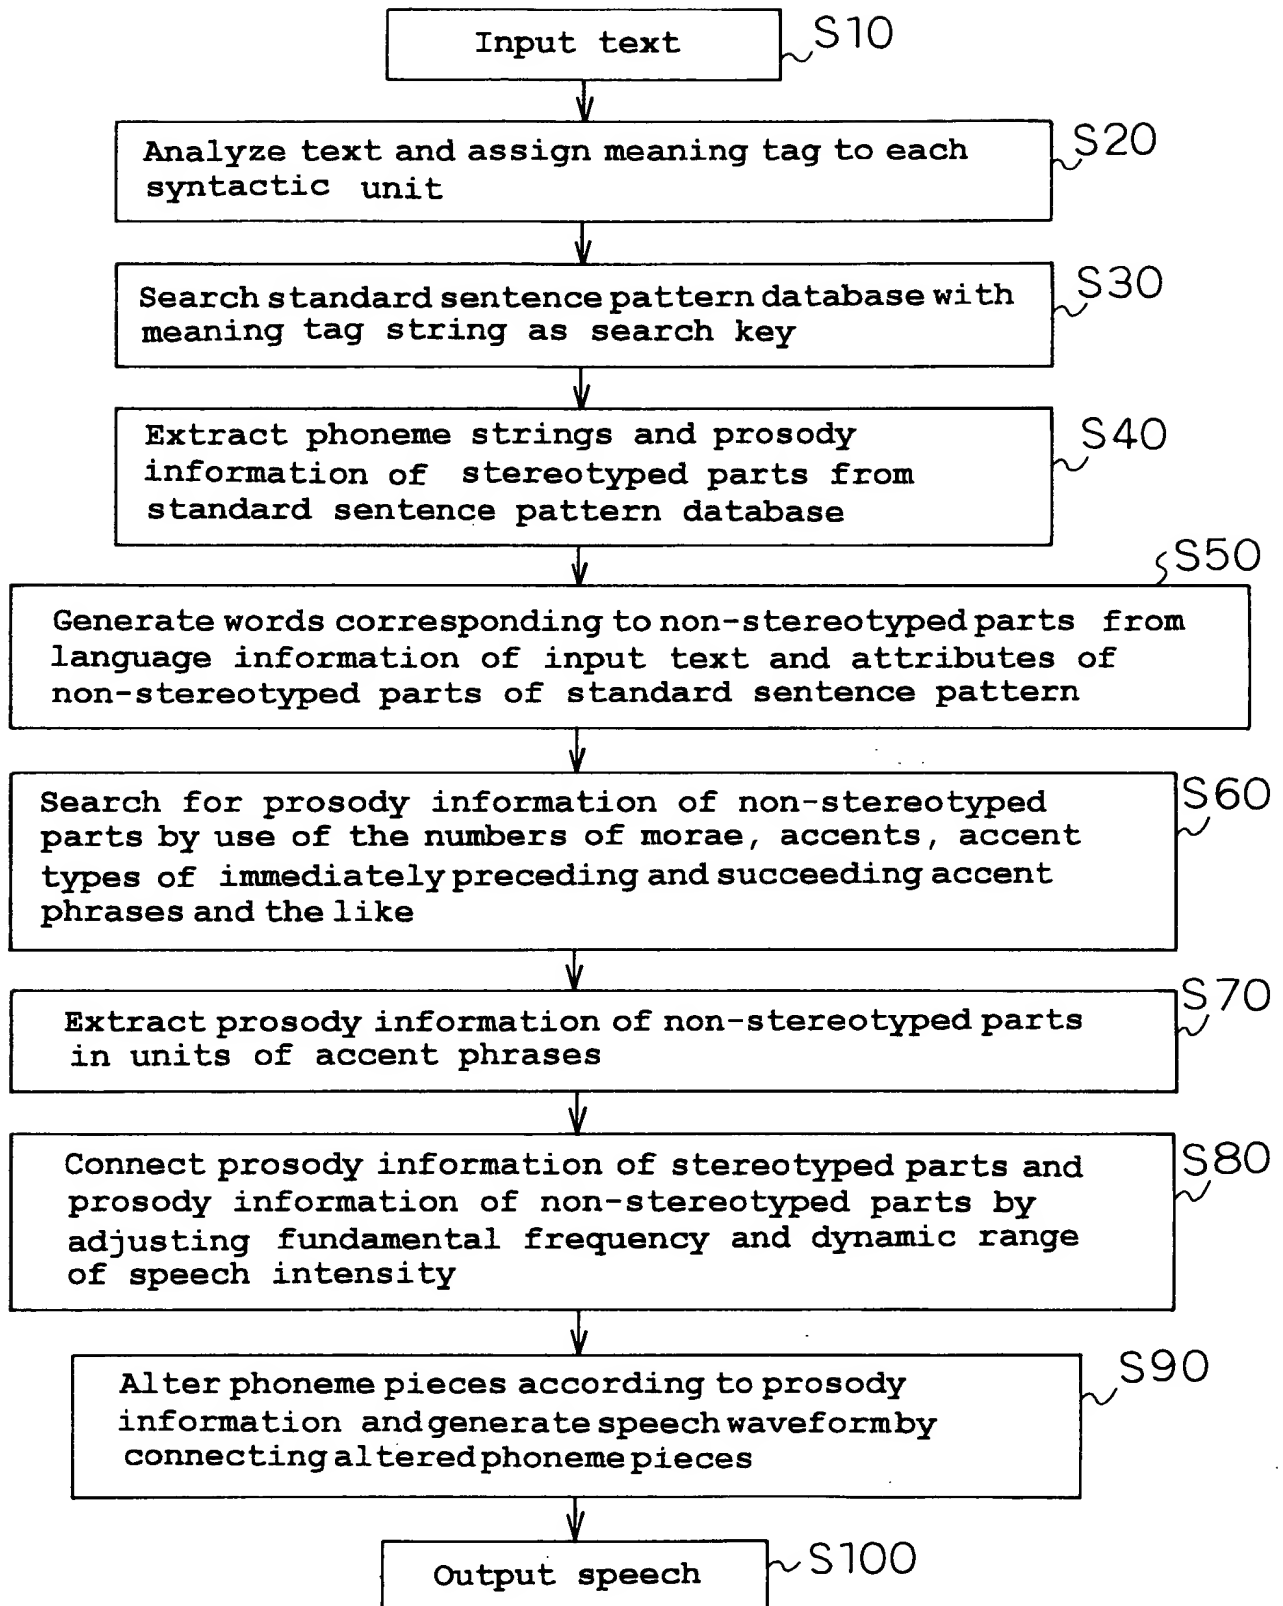 Input text
S10
Analyze text and assign meaning tag to each
syntactic unit
S20
Search standard sentence pattern database with
meaning tag string as search key
S30
Extract phoneme strings and prosody
information of stereotyped parts from
standard sentence pattern database
S40
S50
Generate words corresponding to non-stereotyped parts from
language information of input text and attributes of
non-stereotyped parts of standard sentence pattern
Search for prosody information of non-stereotyped
parts by use of the numbers of morae, accents, accent
types of immediately preceding and succeeding accent
phrases and the like
S60
Extract prosody information of non-stereotyped parts
in units of accent phrases
S70
Connect prosody information of stereotyped parts and
prosody information of non-stereotyped parts by
adjusting fundamental frequency and dynamic range
of speech intensity
S80
Alter phoneme pieces according to prosody
information and generate speech waveform by
connecting altered phoneme pieces
S90
Output speech
S100